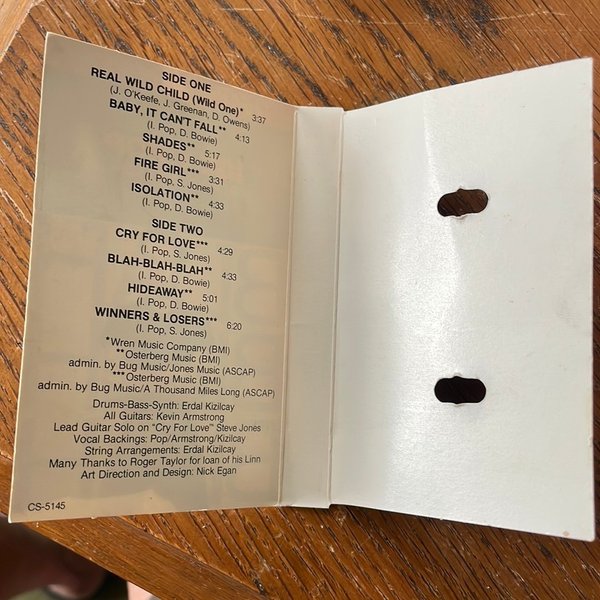 SIDE ONE
REAL WILD CHILD (Wild One)* 3:37
(J. O'Keefe, J. Greenan, D. Owens)
BABY, IT CAN'T FALL** 4:13
(I. Pop, D. Bowie)
SHADES** 5:17
(I. Pop, D. Bowie)
FIRE GIRL*** 3:31
(I. Pop, S. Jones)
ISOLATION** 4:33
(I. Pop, D. Bowie)
SIDE TWO
CRY FOR LOVE*** 4:29
(I. Pop, S. Jones)
BLAH-BLAH-BLAH** 4:33
(I. Pop, D. Bowie)
HIDEAWAY** 5:01
(I. Pop, D. Bowie)
WINNERS & LOSERS*** 6:20
(I. Pop, S. Jones)
*Wren Music Company (BMI)
**Osterberg Music (BMI)
admin. by Bug Music/Jones Music (ASCAP)
***Osterberg Music (BMI)
admin. by Bug Music/A Thousand Miles Long (ASCAP)
Drums-Bass-Synth: Erdal Kizilcay
All Guitars: Kevin Armstrong
Lead Guitar Solo on "Cry For Love" Steve Jones
Vocal Backings: Pop/Armstrong/Kizilcay
String Arrangements: Erdal Kizilcay
Many Thanks to Roger Taylor for loan of his Linn
Art Direction and Design: Nick Egan
CS-5145